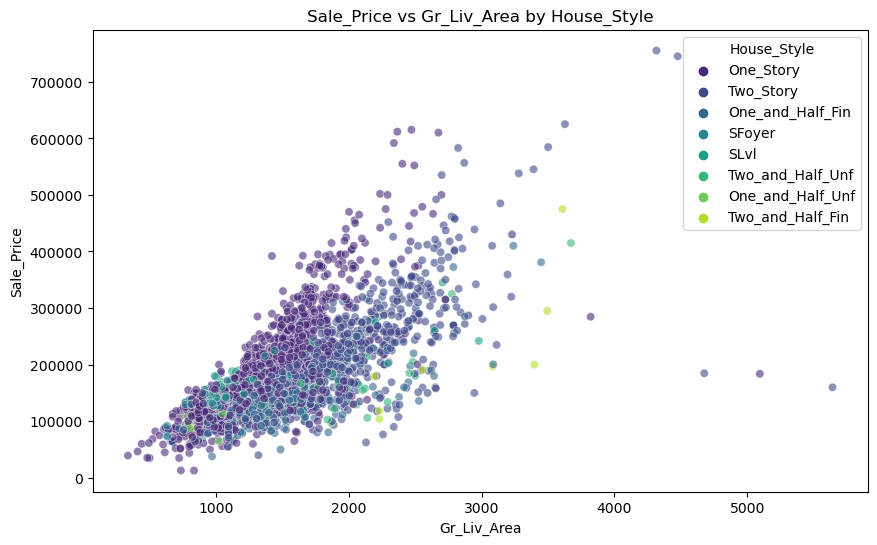 Sale_Price vs Gr_Liv_Area by House_Style
House_Style
One_Story
Two_Story
One_and_Half_Fin
SFoyer
SLvl
Two_and_Half_Unf
One_and_Half_Unf
Two_and_Half_Fin
Sale_Price
700000
600000
500000
400000
300000
200000
100000
0
1000 2000 3000 4000 5000
Gr_Liv_Area